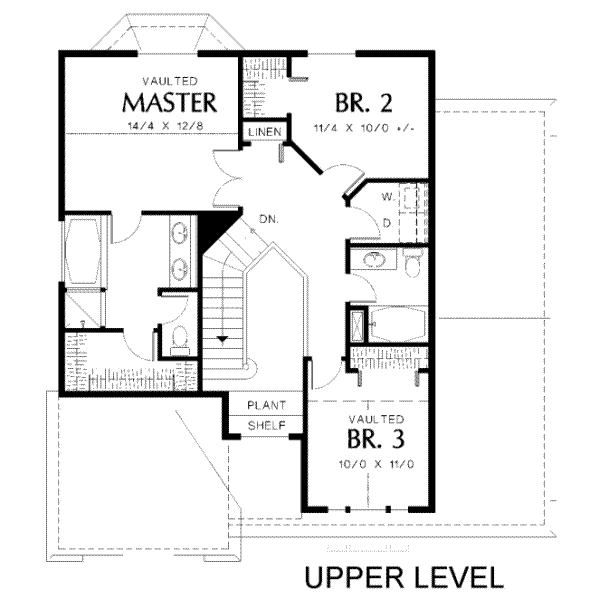 VAULTED
MASTER
14/4 X 12/8
BR. 2
11/4 X 10/0 +/-
LINEN
W.
D
DN.
PLANT
SHELF
VAULTED
BR. 3
10/0 X 11/0
UPPER LEVEL